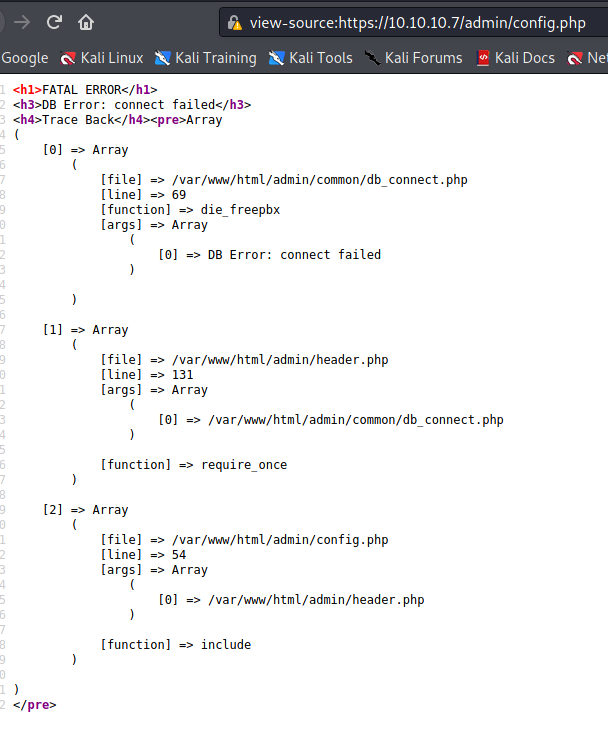 view-source:https://10.10.10.7/admin/config.php
Google Kali Linux Kali Training Kali Tools Kali Forums Kali Docs Ne
1 <h1>FATAL ERROR</h1>
2 <h3>DB Error: connect failed</h3>
3 <h4>Trace Back</h4><pre>Array
4 (
5     [0] => Array
6         (
7             [file] => /var/www/html/admin/common/db_connect.php
8             [line] => 69
9             [function] => die_freepbx
0             [args] => Array
1                 (
2                     [0] => DB Error: connect failed
3                 )
4
5         )
6
7     [1] => Array
8         (
9             [file] => /var/www/html/admin/header.php
0             [line] => 131
1             [args] => Array
2                 (
3                     [0] => /var/www/html/admin/common/db_connect.php
4                 )
5
6             [function] => require_once
7         )
8
9     [2] => Array
0         (
1             [file] => /var/www/html/admin/config.php
2             [line] => 54
3             [args] => Array
4                 (
5                     [0] => /var/www/html/admin/header.php
6                 )
7
8             [function] => include
9         )
0
1 )
2 </pre>